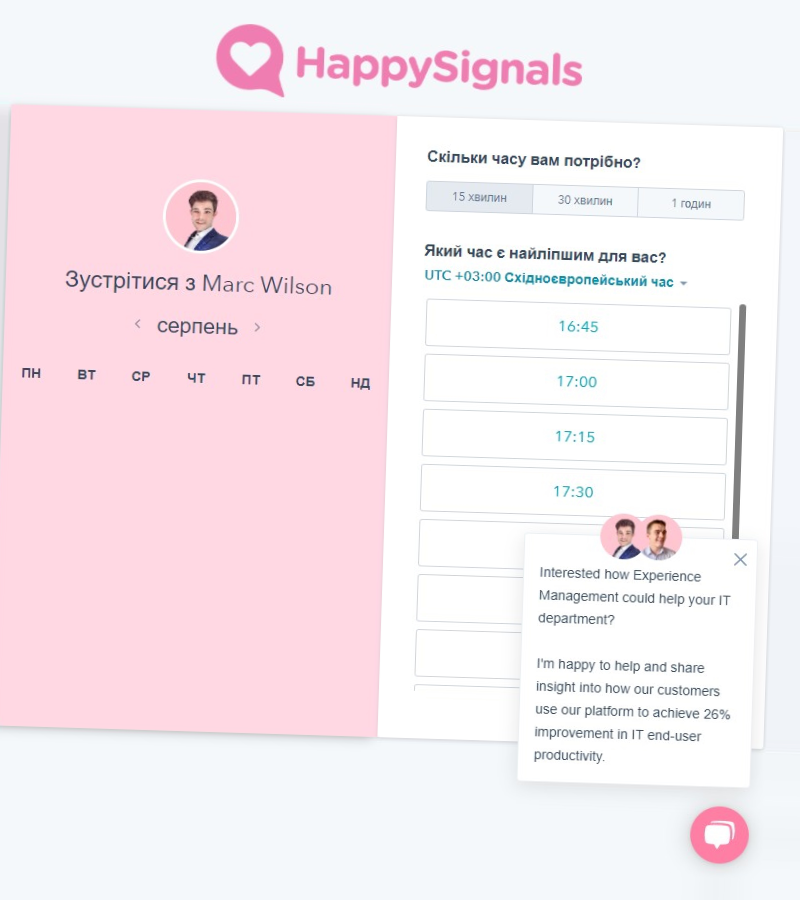 HappySignals
Зустрітися з Marc Wilson
серпень
ПН ВТ СР ЧТ ПТ СБ НД
Скільки часу вам потрібно?
15 хвилин 30 хвилин 1 годин
Який час є найліпшим для вас?
UTC +03:00 Східноєвропейський час
16:45
17:00
17:15
17:30
Interested how Experience
Management could help your IT
department?
I'm happy to help and share
insight into how our customers
use our platform to achieve 26%
improvement in IT end-user
productivity.